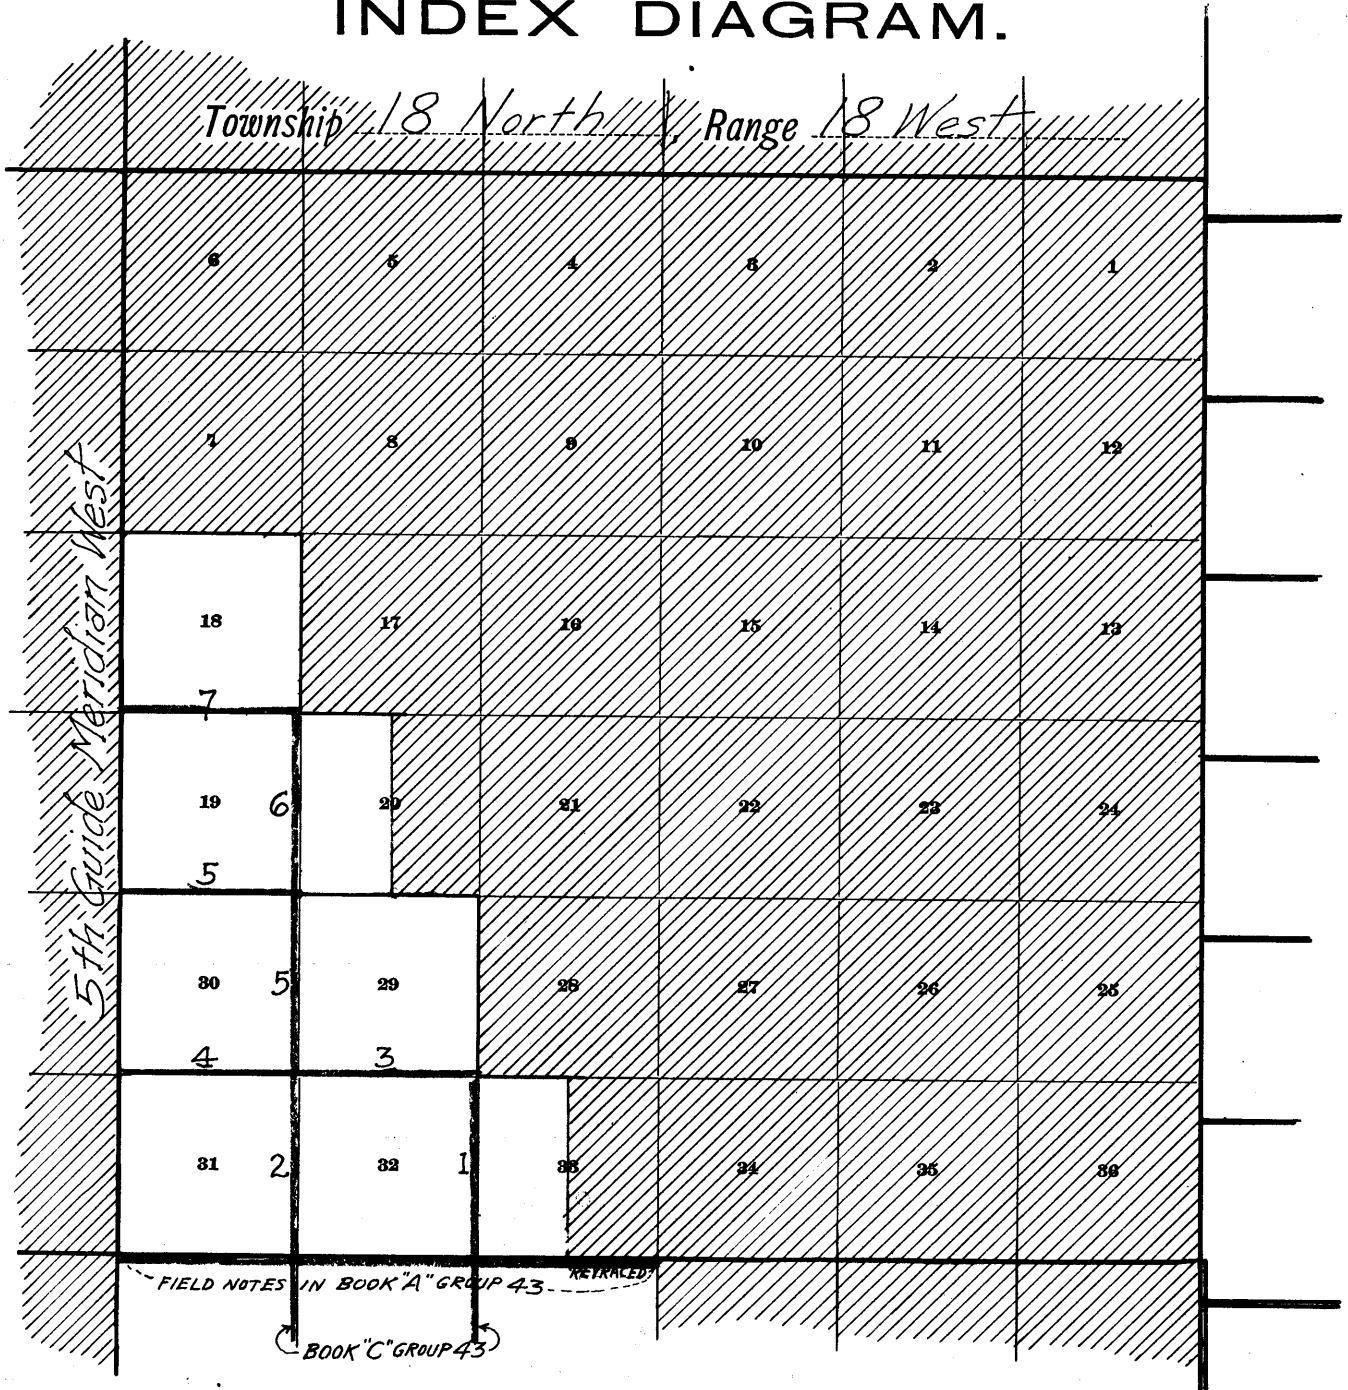 INDEX DIAGRAM.
Township 18 North, Range 18 West
6 5 4 3 2 1
7 8 9 10 11 12
5th Guide Meridian West
18 17 16 15 14 13
7
19 6 20 21 22 23 24
5
30 5 29 28 27 26 25
4 3
31 2 32 1 33 34 35 36
FIELD NOTES IN BOOK "A" GROUP 43 RETRACED
BOOK "C" GROUP 43